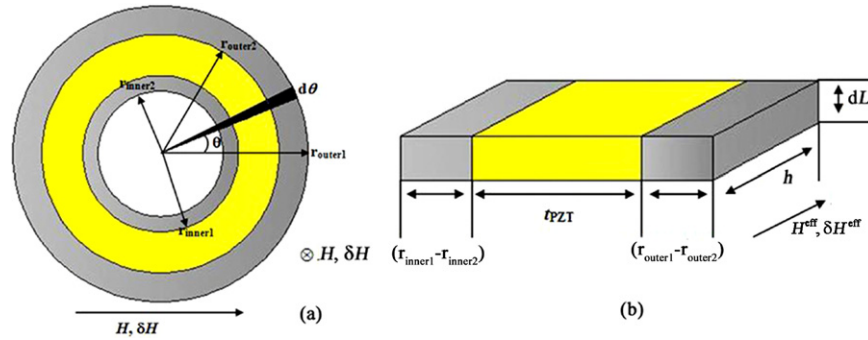 r_outer2
r_inner2
dθ
θ
r_outer1
r_inner1
⊗ H, δH
H, δH
(a)
dL
h
t_PZT
H^eff, δH^eff
(r_inner1-r_inner2)
(r_outer1-r_outer2)
(b)